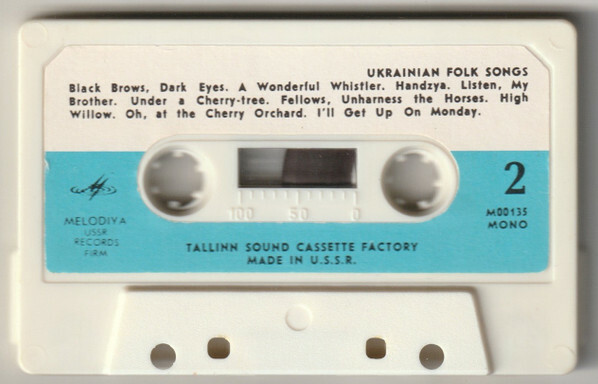 UKRAINIAN FOLK SONGS
Black Brows, Dark Eyes. A Wonderful Whistler. Handzya. Listen, My
Brother. Under a Cherry-tree. Fellows, Unharness the Horses. High
Willow. Oh, at the Cherry Orchard. I'll Get Up On Monday.
2
100 50 0
M00135
MONO
MELODIYA
USSR
RECORDS
FIRM
TALLINN SOUND CASSETTE FACTORY
MADE IN U.S.S.R.